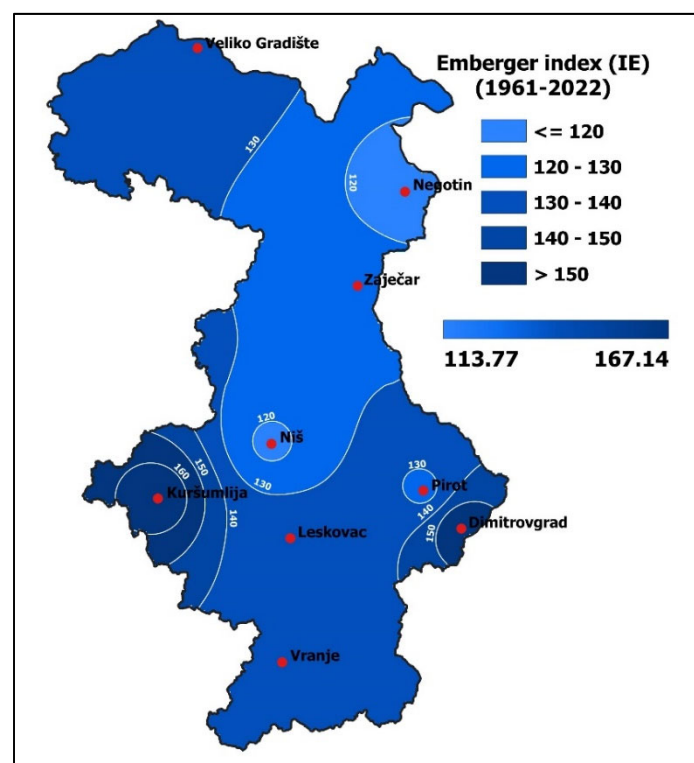 Veliko Gradište
Emberger index (IE)
(1961-2022)
<= 120
120 - 130
130 - 140
140 - 150
> 150
113.77 167.14
130
120
Negotin
Zaječar
120
Niš
130
130
Pirot
150
160
140
Kuršumlija
140
150
Dimitrovgrad
Leskovac
Vranje